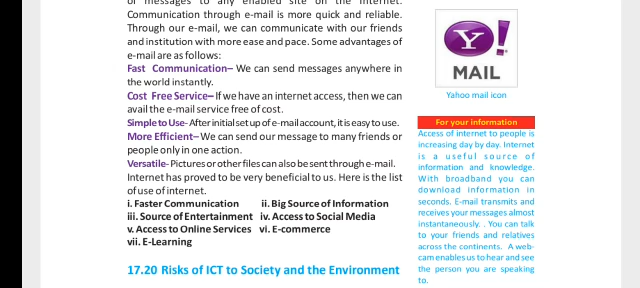 of messages to any enabled site on the internet.
Communication through e-mail is more quick and reliable.
Through our e-mail, we can communicate with our friends
and institution with more ease and pace. Some advantages of
e-mail are as follows:
Fast Communication– We can send messages anywhere in
the world instantly.
Cost Free Service– If we have an internet access, then we can
avail the e-mail service free of cost.
Simple to Use- After initial set up of e-mail account, it is easy to use.
More Efficient– We can send our message to many friends or
people only in one action.
Versatile- Pictures or other files can also be sent through e-mail.
Internet has proved to be very beneficial to us. Here is the list
of use of internet.
i. Faster Communication ii. Big Source of Information
iii. Source of Entertainment iv. Access to Social Media
v. Access to Online Services vi. E-commerce
vii. E-Learning
17.20 Risks of ICT to Society and the Environment
Y!
MAIL
Yahoo mail icon
For your information
Access of internet to people is
increasing day by day. Internet
is a useful source of
information and knowledge.
With broadband you can
download information in
seconds. E-mail transmits and
receives your messages almost
instantaneously. . You can talk
to your friends and relatives
across the continents. A web-
cam enables us to hear and see
the person you are speaking
to.